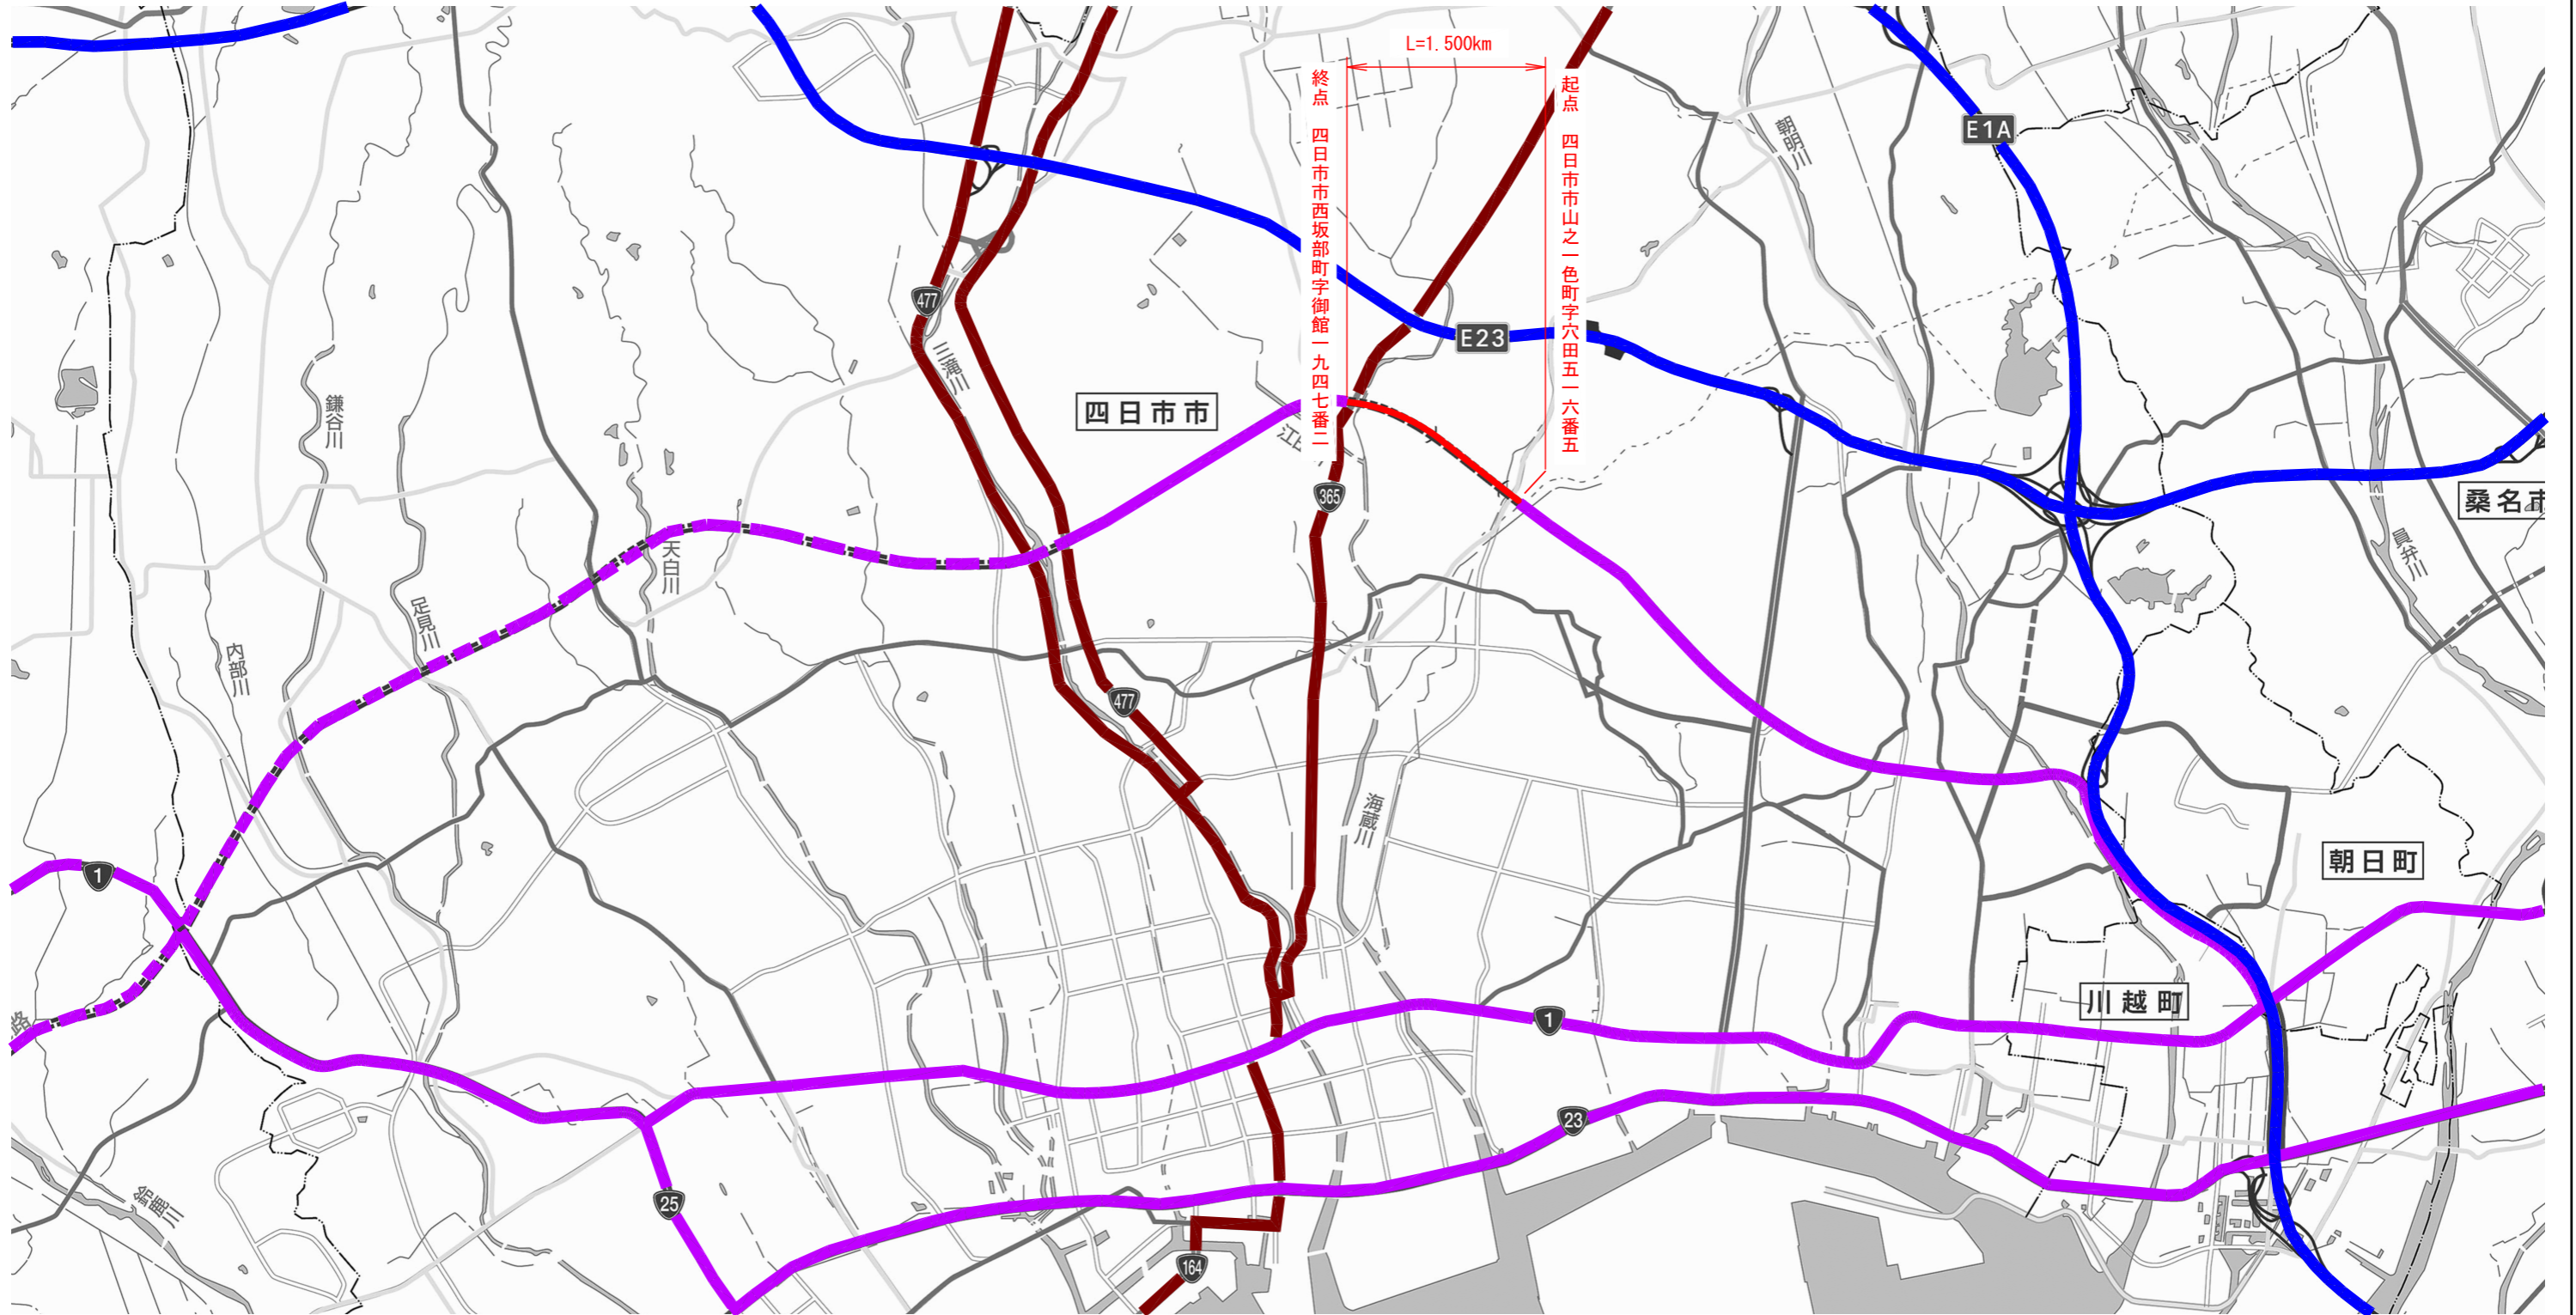 L=1.500km
終点 四日市市西坂部町字御館一九四七番二
起点 四日市市山之一色町字穴田五一六番五
朝明川
E1A
477
三滝川
E23
四日市市
鎌谷川
365
桑名市
員弁川
天白川
足見川
内部川
477
海蔵川
朝日町
1
川越町
路
1
23
25
鈴鹿川
164